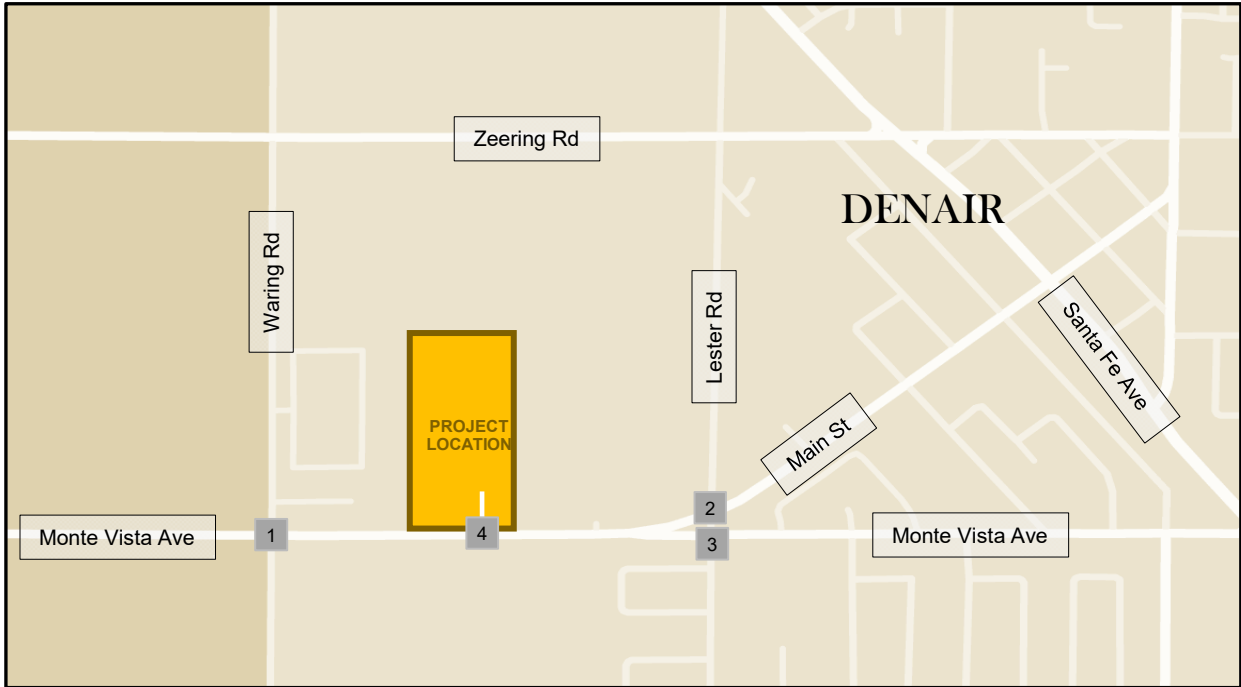 Zeering Rd
DENAIR
Waring Rd
Lester Rd
Santa Fe Ave
Main St
PROJECT
LOCATION
Monte Vista Ave
1
4
2
3
Monte Vista Ave